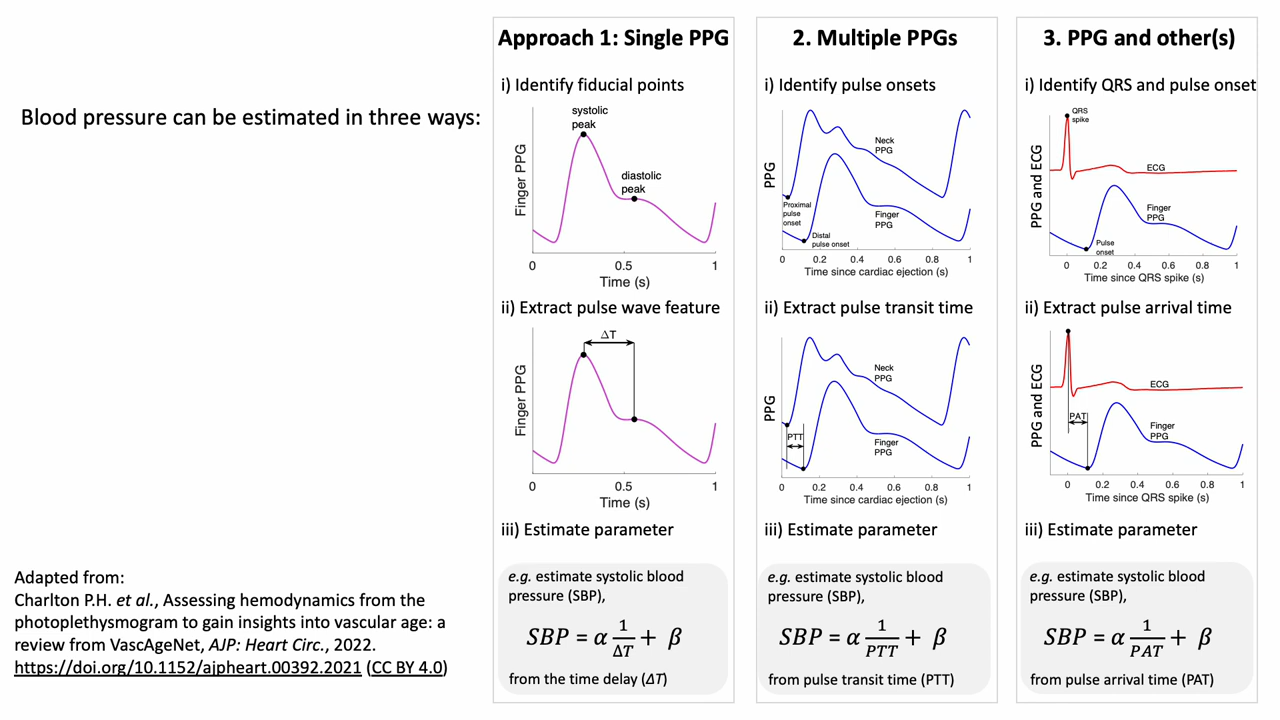 Blood pressure can be estimated in three ways:
Adapted from:
Charlton P.H. et al., Assessing hemodynamics from the
photoplethysmogram to gain insights into vascular age: a
review from VascAgeNet, AJP: Heart Circ., 2022.
https://doi.org/10.1152/ajpheart.00392.2021 (CC BY 4.0)
Approach 1: Single PPG
i) Identify fiducial points
systolic
peak
diastolic
peak
Finger PPG
0 0.5 1
Time (s)
ii) Extract pulse wave feature
ΔT
Finger PPG
0 0.5 1
Time (s)
iii) Estimate parameter
e.g. estimate systolic blood
pressure (SBP),
SBP = α 1/ΔT + β
from the time delay (ΔT)
2. Multiple PPGs
i) Identify pulse onsets
Neck
PPG
PPG
Proximal
pulse
onset
Finger
PPG
Distal
pulse onset
0 0.2 0.4 0.6 0.8 1
Time since cardiac ejection (s)
ii) Extract pulse transit time
Neck
PPG
PPG
PTT
Finger
PPG
0 0.2 0.4 0.6 0.8 1
Time since cardiac ejection (s)
iii) Estimate parameter
e.g. estimate systolic blood
pressure (SBP),
SBP = α 1/PTT + β
from pulse transit time (PTT)
3. PPG and other(s)
i) Identify QRS and pulse onset
QRS
spike
ECG
PPG and ECG
Finger
PPG
Pulse
onset
0 0.2 0.4 0.6 0.8 1
Time since QRS spike (s)
ii) Extract pulse arrival time
ECG
PPG and ECG
PAT
Finger
PPG
0 0.2 0.4 0.6 0.8 1
Time since QRS spike (s)
iii) Estimate parameter
e.g. estimate systolic blood
pressure (SBP),
SBP = α 1/PAT + β
from pulse arrival time (PAT)